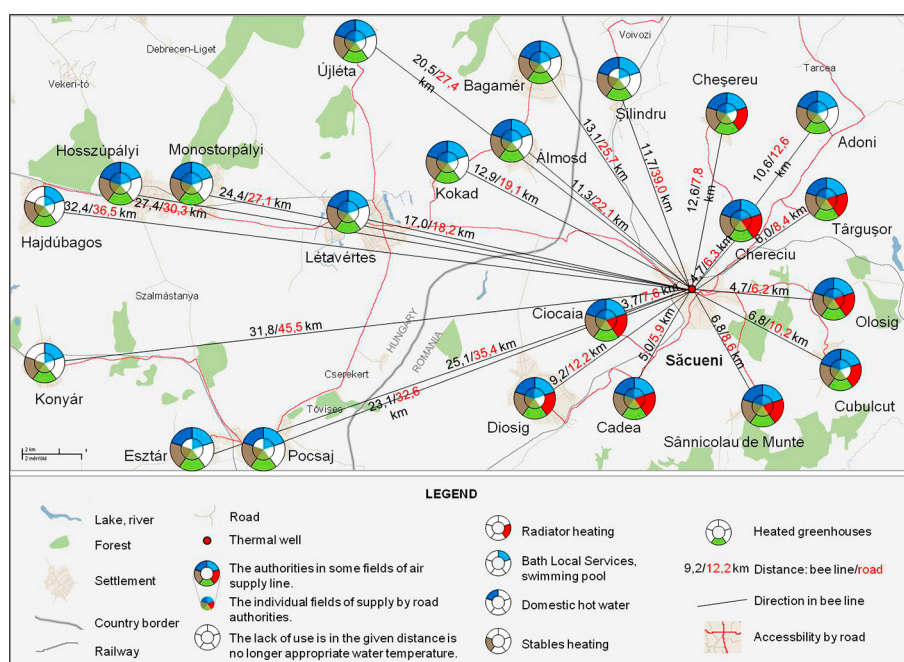 Debrecen-Liget
Újléta
Voivozi
Vekeri-tó
20,5/27,4 km
Bagamér
Cheşereu
Tarcea
Şilindru
Adoni
Hosszúpályi
Monostorpályi
Álmosd
Kokad
13,1/25,7 km
11,7/39,0 km
10,6/12,6 km
12,6/7,8 km
24,4/27,1 km
12,9/19,1 km
11,3/22,1 km
32,4/36,5 km
27,4/30,3 km
17,0/18,2 km
Hajdúbagos
Létavértes
4,7/6,3 km
6,0/8,4 km
Târguşor
Chereciu
Szalmástanya
3,7/7,6 km
4,7/6,2 km
Ciocaia
Olosig
31,8/45,5 km
HUNGARY
ROMANIA
6,8/10,2 km
5,0/5,9 km
6,8/8,6 km
Săcueni
25,1/35,4 km
9,2/12,2 km
Cserekert
Konyár
23,1/32,6 km
Tövises
Diosig
Cadea
Cubulcut
Sânnicolau de Munte
Esztár
Pocsaj
2 km
2 mérföld
LEGEND
Lake, river
Forest
Settlement
Country border
Railway
Road
Thermal well
The authorities in some fields of air
supply line.
The individual fields of supply by road
authorities.
The lack of use is in the given distance is
no longer appropriate water temperature.
Radiator heating
Bath Local Services,
swimming pool
Domestic hot water
Stables heating
Heated greenhouses
9,2/12,2 km
Distance: bee line/road
Direction in bee line
Accessbility by road